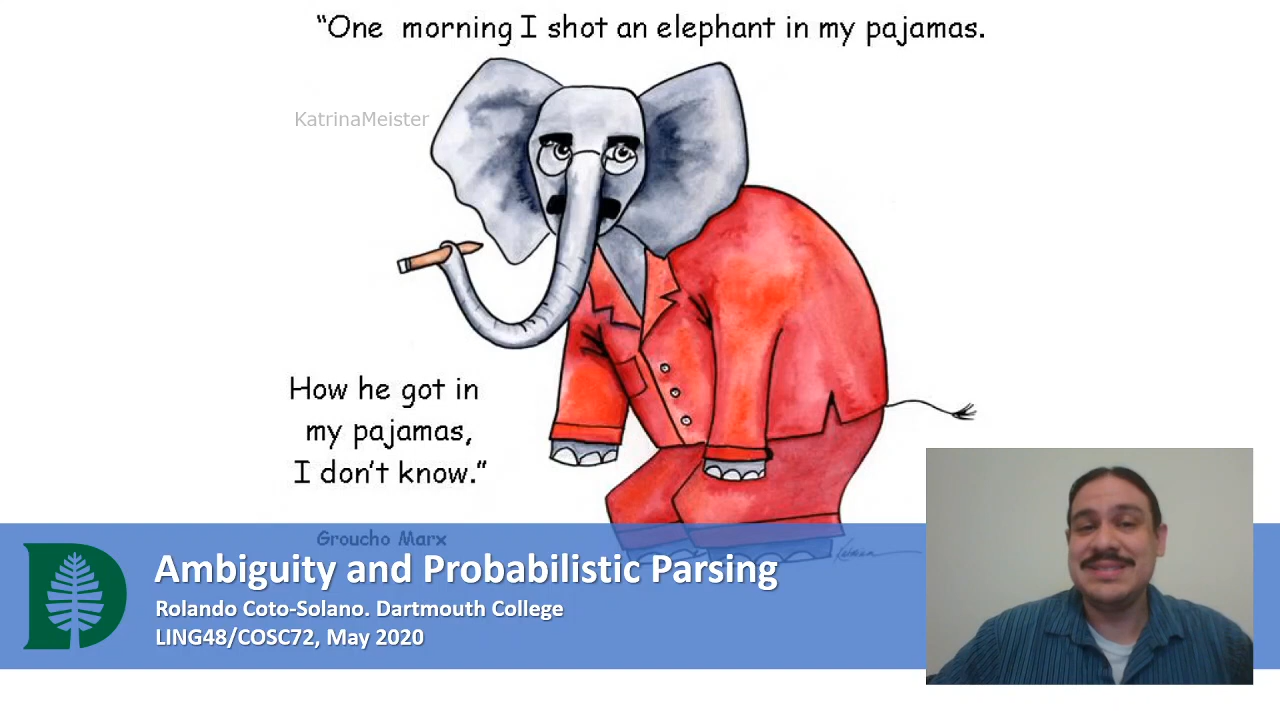 “One morning I shot an elephant in my pajamas.
KatrinaMeister
How he got in
my pajamas,
I don’t know.”
Groucho Marx
Ambiguity and Probabilistic Parsing
Rolando Coto-Solano. Dartmouth College
LING48/COSC72, May 2020
D